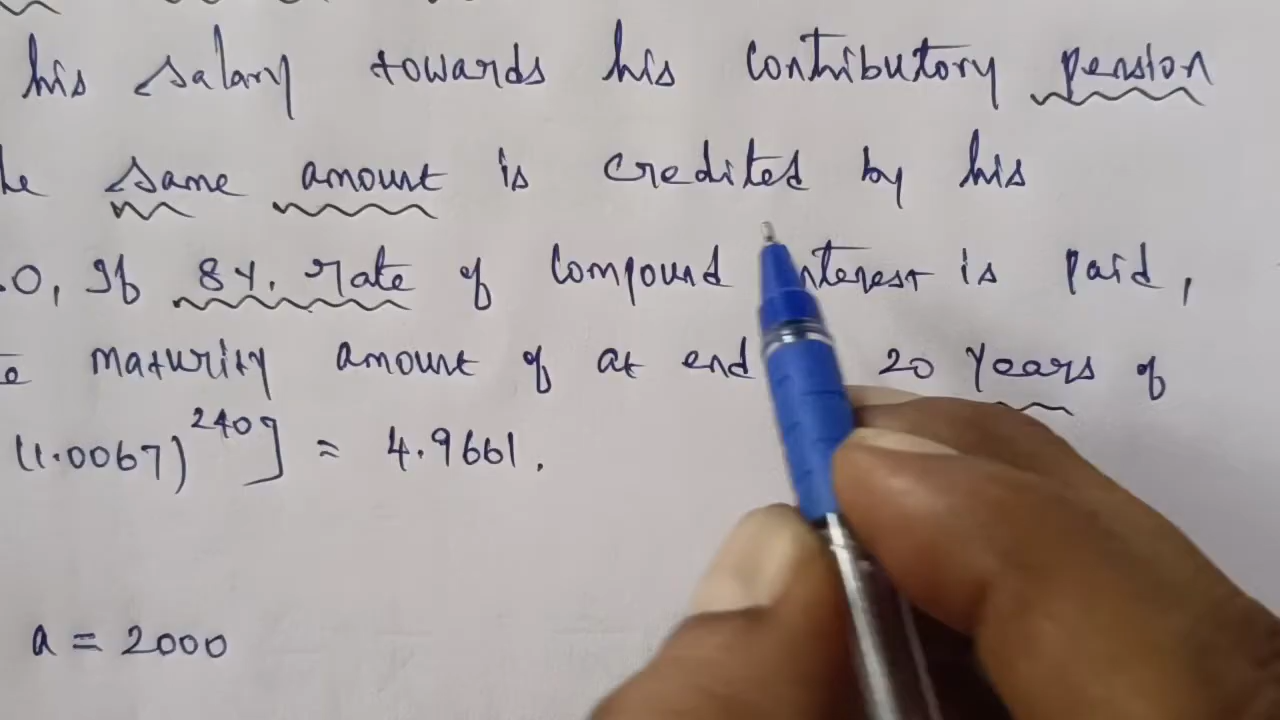 his salary towards his contributory pension
same amount is credited by his
0, If 8%. rate of compound interest is paid,
maturity amount of at end 20 years of
(1.0067)^240] = 4.9661.
a = 2000